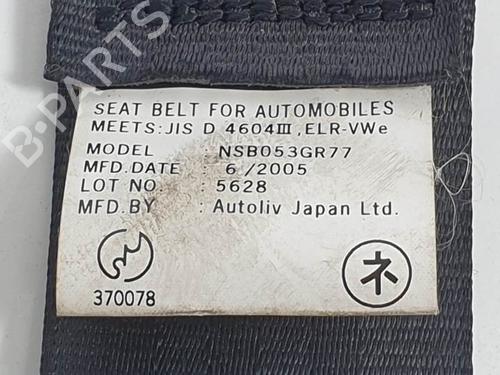 SEAT BELT FOR AUTOMOBILES
MEETS: JIS D 4604III, ELR-VWe
MODEL : NSB053GR77
MFD.DATE : 6 / 2005
LOT NO. : 5628
MFD.BY : Autoliv Japan Ltd.
370078
ネ
B-PARTS